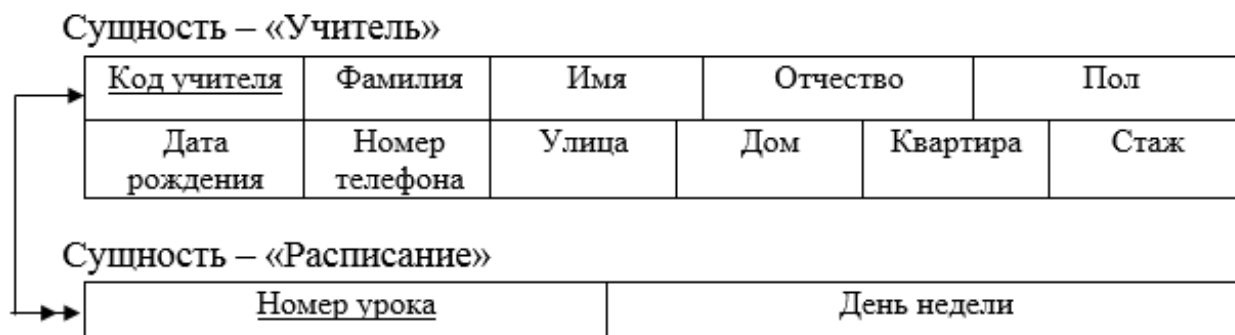 Сущность – «Учитель»
Код учителя Фамилия Имя Отчество Пол
Дата рождения Номер телефона Улица Дом Квартира Стаж
Сущность – «Расписание»
Номер урока День недели